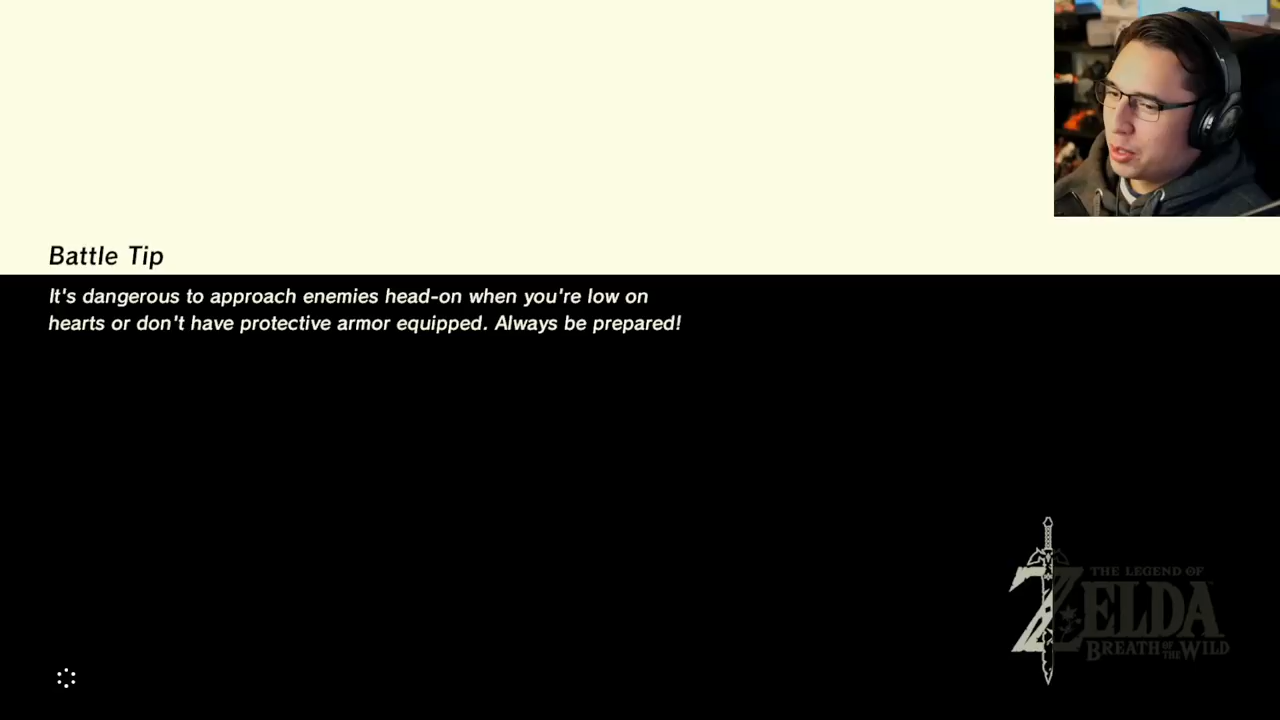 Battle Tip
It's dangerous to approach enemies head-on when you're low on
hearts or don't have protective armor equipped. Always be prepared!
THE LEGEND OF
ZELDA
BREATH OF THE WILD